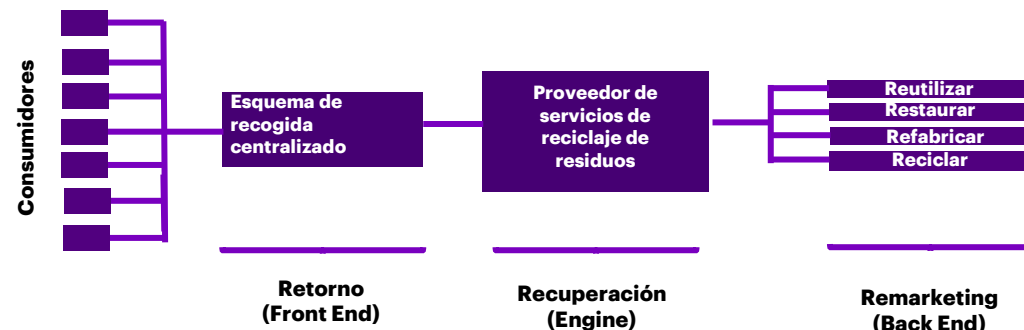 Consumidores
Esquema de
recogida
centralizado
Proveedor de
servicios de
reciclaje de
residuos
Reutilizar
Restaurar
Refabricar
Reciclar
Retorno
(Front End)
Recuperación
(Engine)
Remarketing
(Back End)